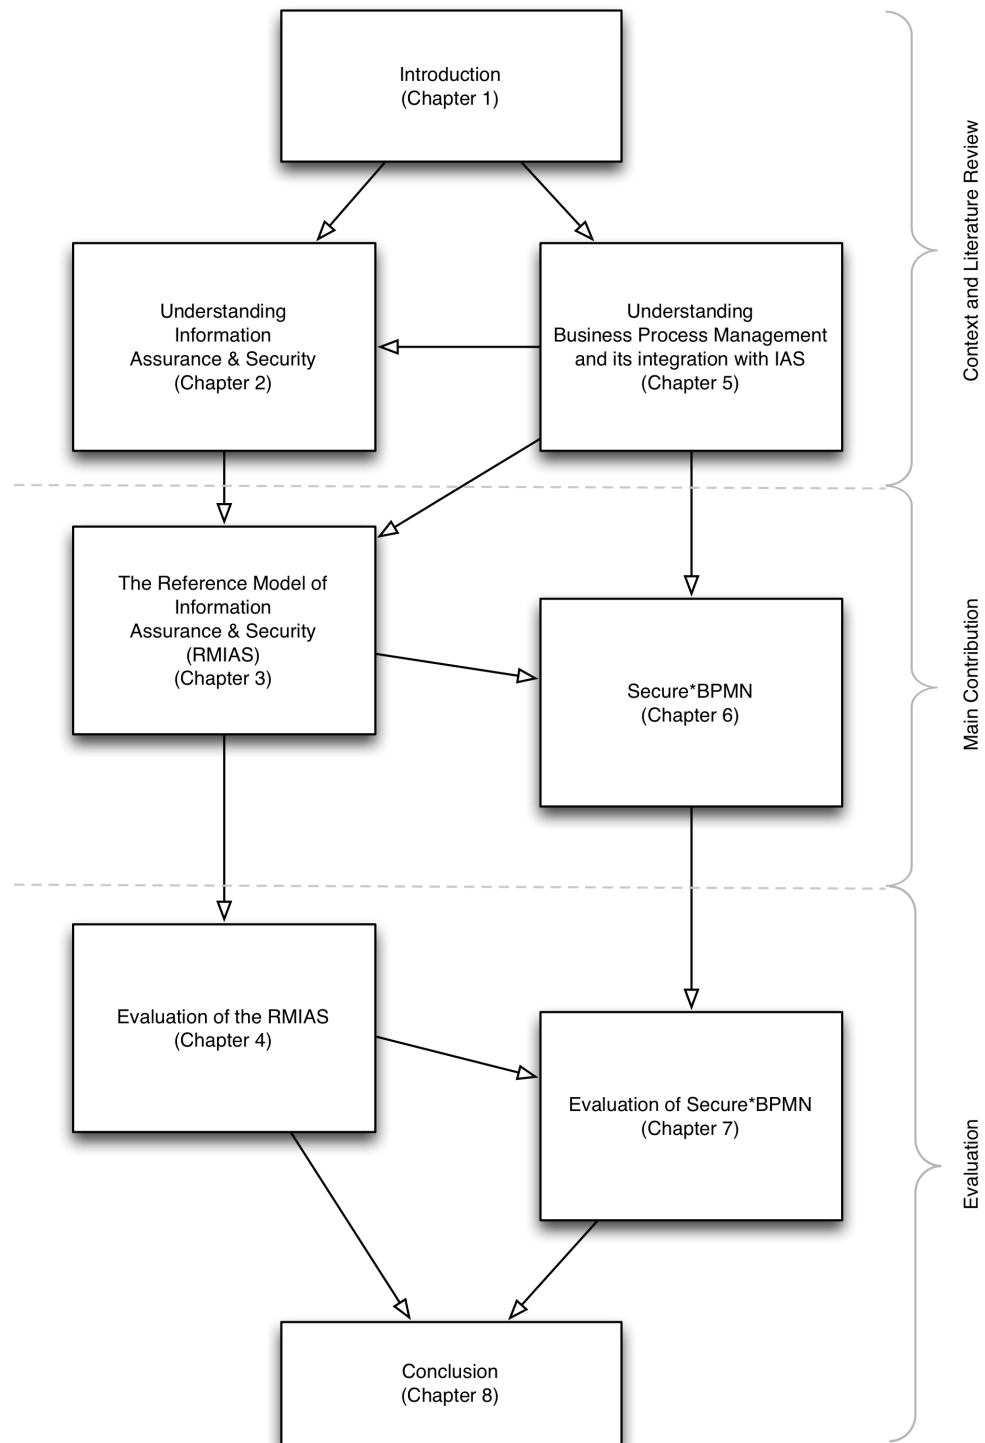 Introduction
(Chapter 1)
Understanding
Information
Assurance & Security
(Chapter 2)
Understanding
Business Process Management
and its integration with IAS
(Chapter 5)
Context and Literature Review
The Reference Model of
Information
Assurance & Security
(RMIAS)
(Chapter 3)
Secure*BPMN
(Chapter 6)
Main Contribution
Evaluation of the RMIAS
(Chapter 4)
Evaluation of Secure*BPMN
(Chapter 7)
Evaluation
Conclusion
(Chapter 8)